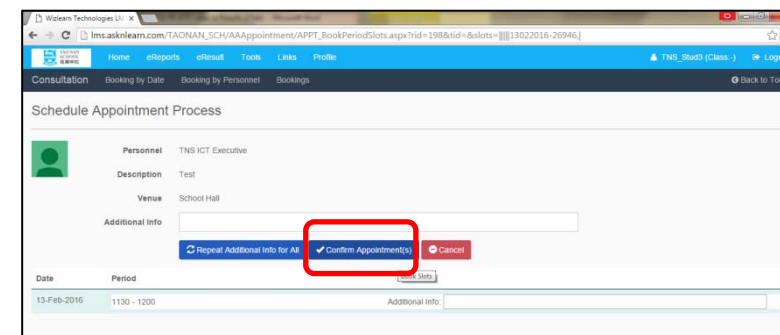 Wizlearn Technologies LM
lms.asknlearn.com/TAONAN_SCH/AAAppointment/APPT_BookPeriodSlots.aspx?rid=198&tid=&slots=|||||13022016-26946,|
Home eReports eResult Tools Links Profile TNS_Stud3 (Class:-)
Consultation Booking by Date Booking by Personnel Bookings Back to To
Schedule Appointment Process
Personnel TNS ICT Executive
Description Test
Venue School Hall
Additional Info
Repeat Additional Info for All Confirm Appointment(s) Cancel
Book Slots
Date Period
13-Feb-2016 1130 - 1200 Additional Info: